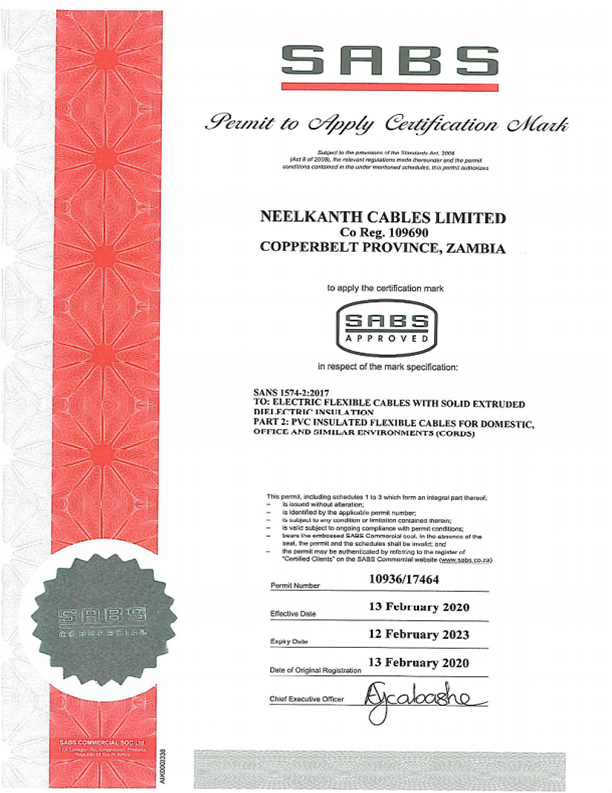 SABS
Permit to Apply Certification Mark
Subject to the provisions of the Standards Act, 2008
(Act 8 of 2008), the relevant regulations made thereunder and the permit
conditions contained in the under mentioned schedules, this permit authorizes
NEELKANTH CABLES LIMITED
Co Reg. 109690
COPPERBELT PROVINCE, ZAMBIA
to apply the certification mark
SABS
APPROVED
in respect of the mark specification:
SANS 1574-2:2017
TO: ELECTRIC FLEXIBLE CABLES WITH SOLID EXTRUDED
DIELECTRIC INSULATION
PART 2: PVC INSULATED FLEXIBLE CABLES FOR DOMESTIC,
OFFICE AND SIMILAR ENVIRONMENTS (CORDS)
This permit, including schedules 1 to 3 which form an integral part thereof;
– is issued without alteration;
– is identified by the applicable permit number;
– is subject to any condition or limitation contained therein;
– is valid subject to ongoing compliance with permit conditions;
– bears the embossed SABS Commercial seal. In the absence of the
seal, the permit and the schedules shall be invalid; and
– the permit may be authenticated by referring to the register of
"Certified Clients" on the SABS Commercial website (www.sabs.co.za)
Permit Number 10936/17464
Effective Date 13 February 2020
Expiry Date 12 February 2023
Date of Original Registration 13 February 2020
Chief Executive Officer
SABS
COMMERCIAL
SABS COMMERCIAL SOC Ltd.
Republic of South Africa